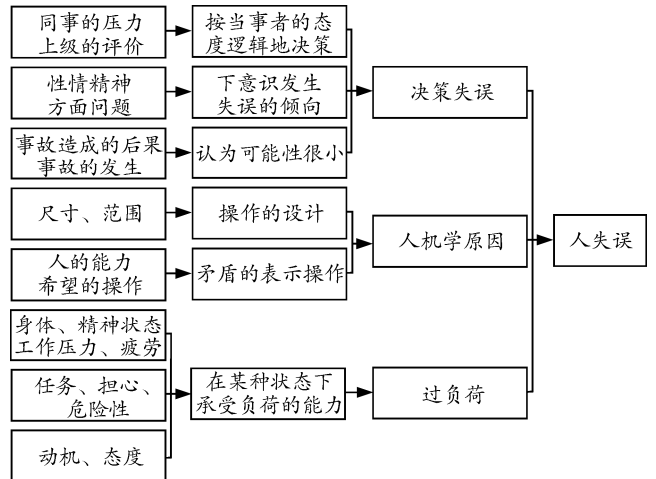 同事的压力
上级的评价
按当事者的态
度逻辑地决策
性情精神
方面问题
下意识发生
失误的倾向
决策失误
事故造成的后果
事故的发生
认为可能性很小
尺寸、范围
操作的设计
人机学原因
人失误
人的能力
希望的操作
矛盾的表示操作
身体、精神状态
工作压力、疲劳
任务、担心、
危险性
在某种状态下
承受负荷的能力
过负荷
动机、态度